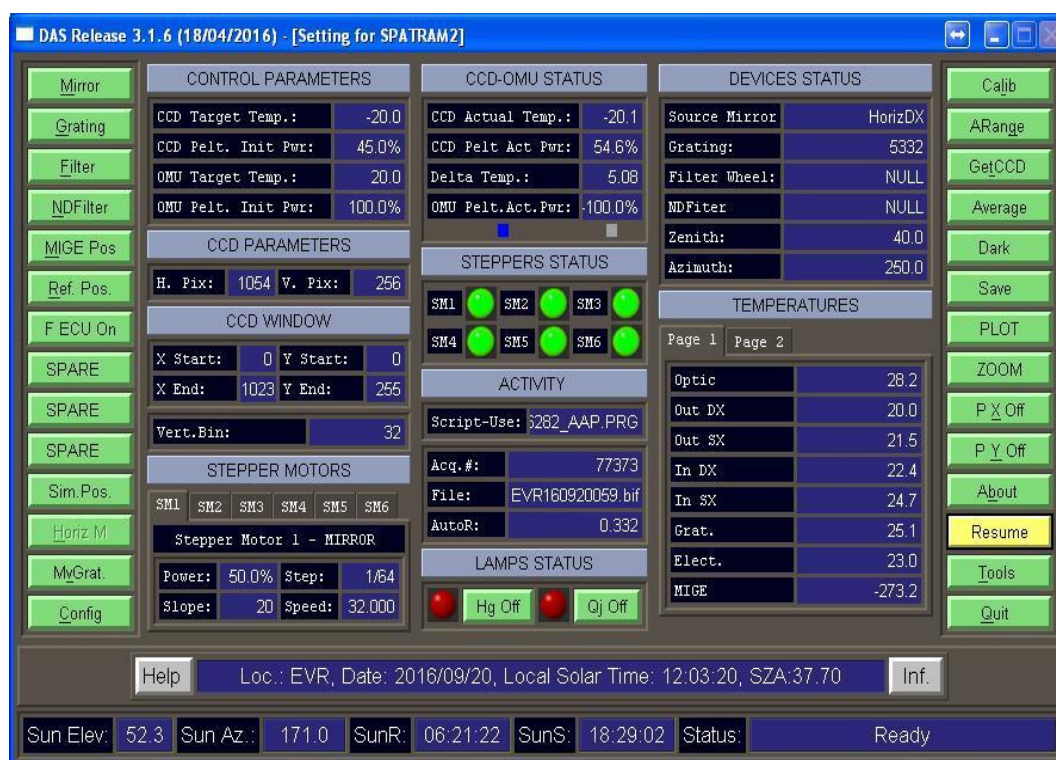 DAS Release 3.1.6 (18/04/2016) - [Setting for SPATRAM2]
Mirror
Grating
Filter
NDFilter
MIGE Pos
Ref. Pos.
F ECU On
SPARE
SPARE
SPARE
Sim.Pos.
Horiz M
MyGrat.
Config
CONTROL PARAMETERS
CCD Target Temp.: -20.0
CCD Pelt. Init Pwr: 45.0%
OMU Target Temp.: 20.0
OMU Pelt. Init Pwr: 100.0%
CCD PARAMETERS
H. Pix: 1054 V. Pix: 256
CCD WINDOW
X Start: 0 Y Start: 0
X End: 1023 Y End: 255
Vert.Bin: 32
STEPPER MOTORS
SM1 SM2 SM3 SM4 SM5 SM6
Stepper Motor 1 - MIRROR
Power: 50.0% Step: 1/64
Slope: 20 Speed: 32.000
CCD-OMU STATUS
CCD Actual Temp.: -20.1
CCD Pelt Act Pwr: 54.6%
Delta Temp.: 5.08
OMU Pelt.Act.Pwr: -100.0%
STEPPERS STATUS
SM1 SM2 SM3
SM4 SM5 SM6
ACTIVITY
Script-Use: 6282_AAP.PRG
Acq.#: 77373
File: EVR160920059.bif
AutoR: 0.332
LAMPS STATUS
Hg Off Qj Off
DEVICES STATUS
Source Mirror HorizDX
Grating: 5332
Filter Wheel: NULL
NDFiter NULL
Zenith: 40.0
Azimuth: 250.0
TEMPERATURES
Page 1 Page 2
Optic 28.2
Out DX 20.0
Out SX 21.5
In DX 22.4
In SX 24.7
Grat. 25.1
Elect. 23.0
MIGE -273.2
Calib
ARange
GetCCD
Average
Dark
Save
PLOT
ZOOM
P X Off
P Y Off
About
Resume
Tools
Quit
Help Loc.: EVR, Date: 2016/09/20, Local Solar Time: 12:03:20, SZA:37.70 Inf.
Sun Elev: 52.3 Sun Az.: 171.0 SunR: 06:21:22 SunS: 18:29:02 Status: Ready